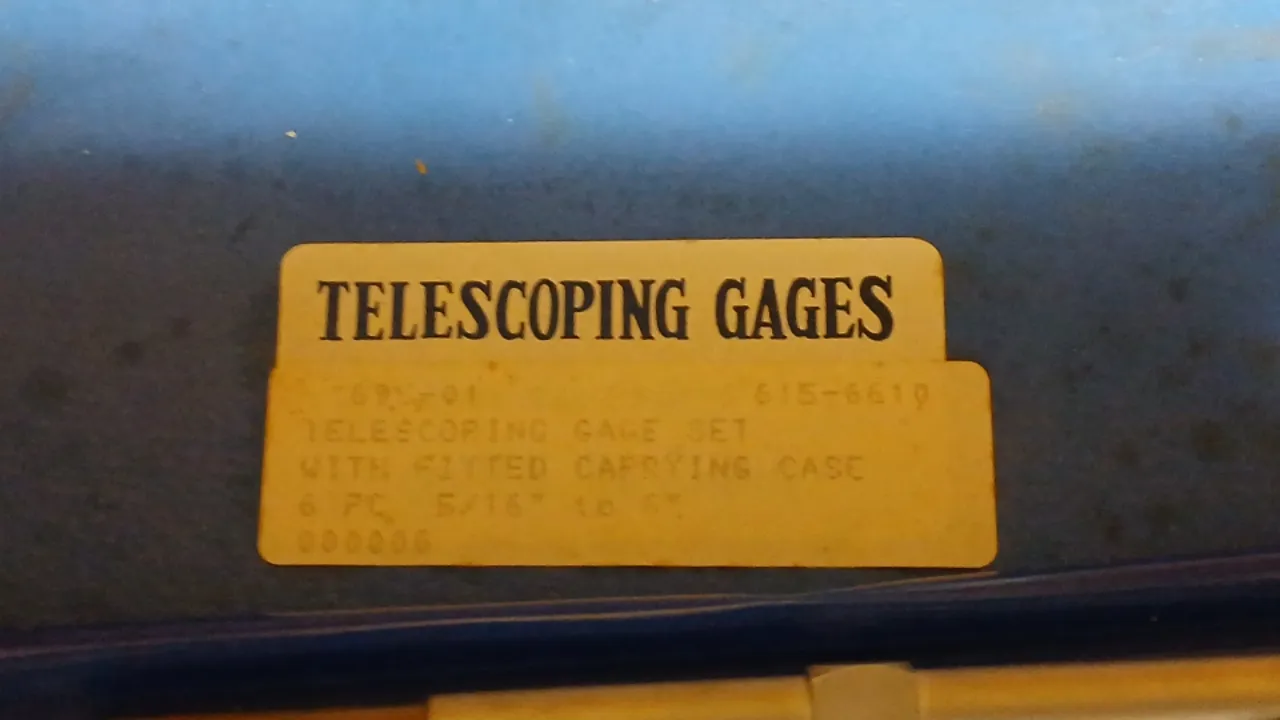 TELESCOPING GAGES
615-6610
TELESCOPING GAGE SET
WITH FITTED CARRYING CASE
6 PC 5/16" to 6"
000006